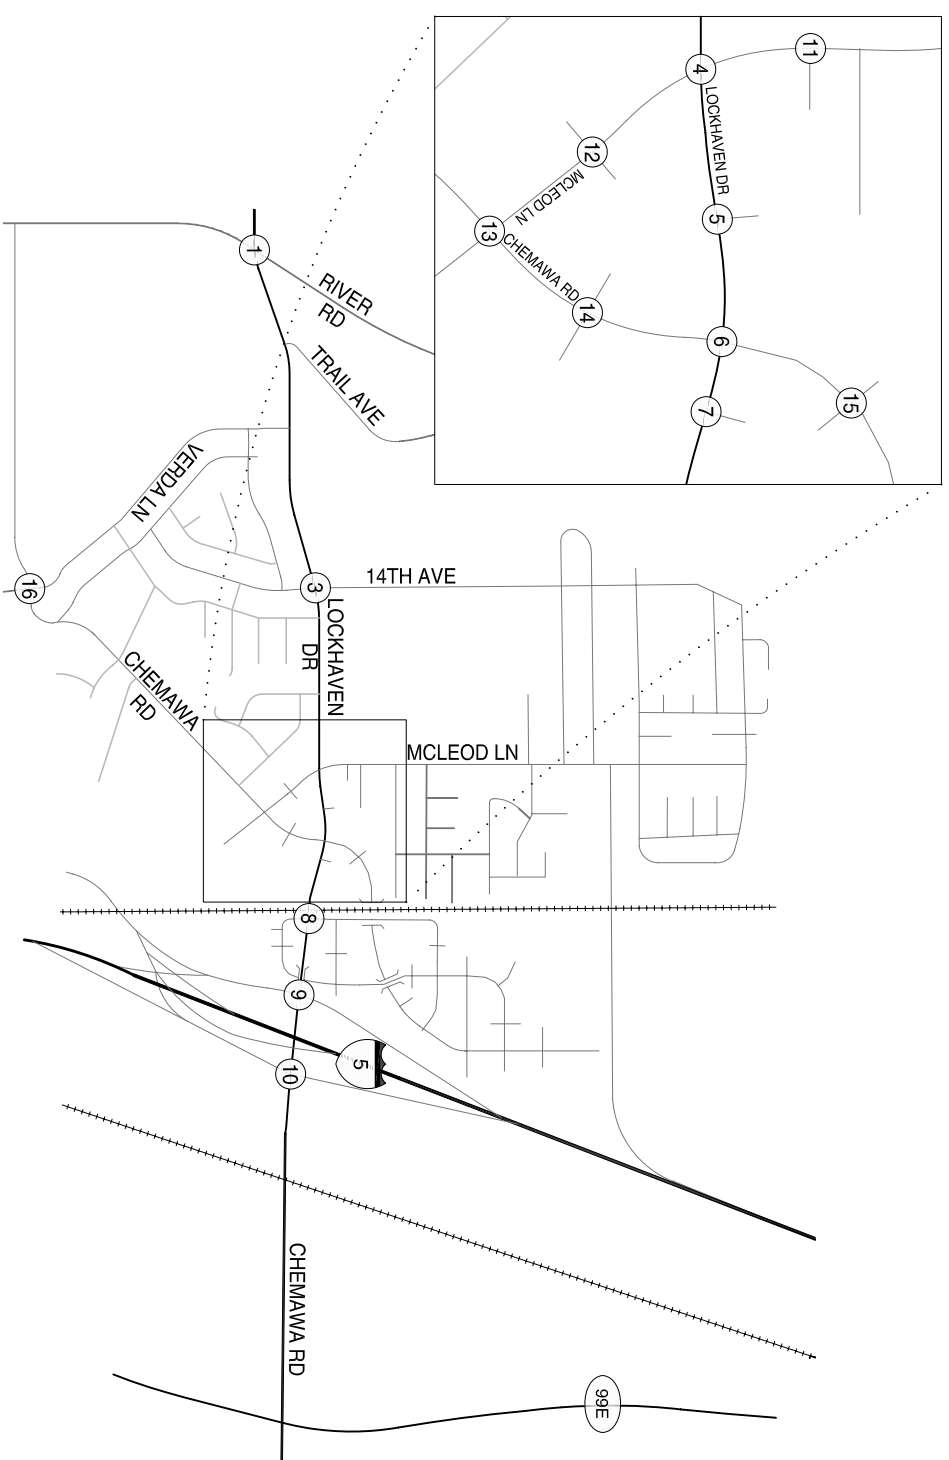 11
4
LOCKHAVEN DR
12
MCLEOD LN
5
13
CHEMAWA RD
14
6
7
15
1
RIVER
RD
TRAIL AVE
VERDA LN
3
14TH AVE
16
LOCKHAVEN
DR
CHEMAWA
RD
MCLEOD LN
8
9
5
10
CHEMAWA RD
99E